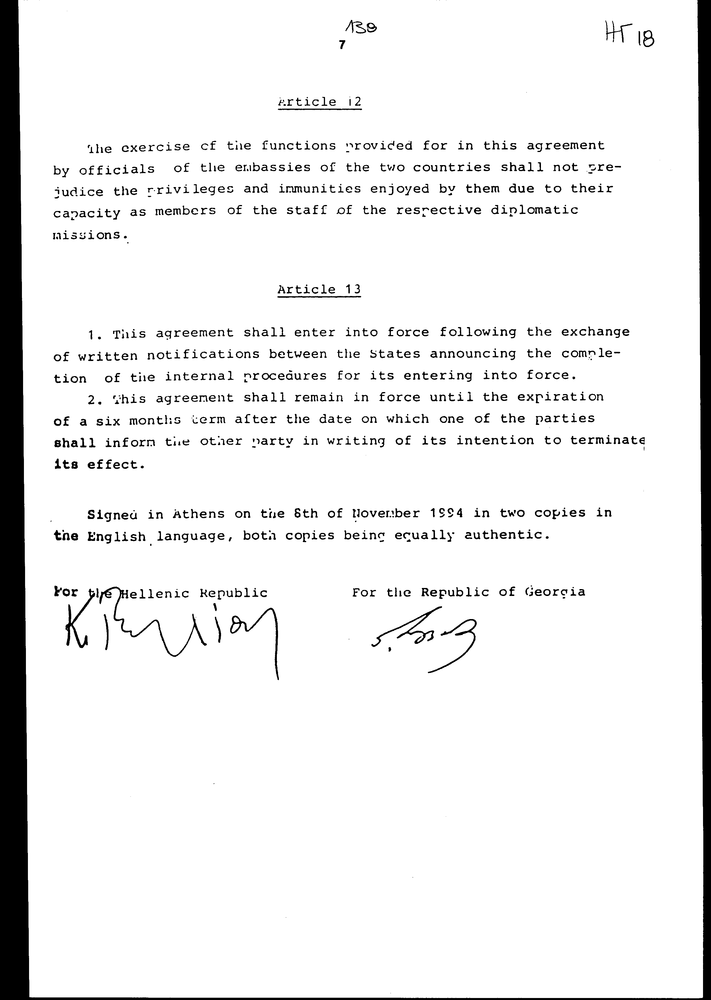 138
7
HT 18
Article 12
The exercise of the functions provided for in this agreement
by officials of the embassies of the two countries shall not pre-
judice the privileges and immunities enjoyed by them due to their
capacity as members of the staff of the respective diplomatic
missions.
Article 13
1. This agreement shall enter into force following the exchange
of written notifications between the States announcing the comple-
tion of the internal procedures for its entering into force.
2. This agreement shall remain in force until the expiration
of a six months term after the date on which one of the parties
shall inform the other party in writing of its intention to terminate
its effect.
Signed in Athens on the 8th of November 1994 in two copies in
the English language, both copies being equally authentic.
For the Hellenic Republic For the Republic of Georgia